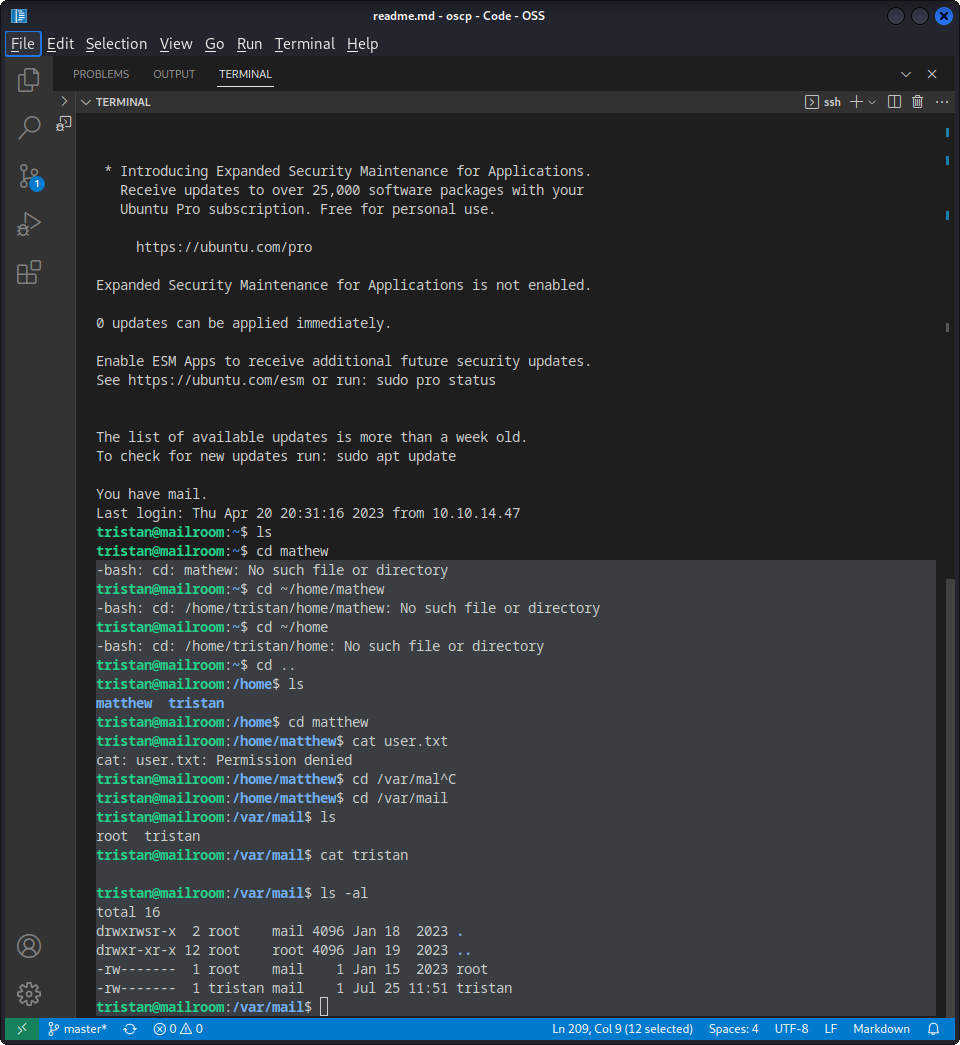 readme.md - oscp - Code - OSS
File Edit Selection View Go Run Terminal Help
PROBLEMS OUTPUT TERMINAL
TERMINAL
ssh
* Introducing Expanded Security Maintenance for Applications.
Receive updates to over 25,000 software packages with your
Ubuntu Pro subscription. Free for personal use.
https://ubuntu.com/pro
Expanded Security Maintenance for Applications is not enabled.
0 updates can be applied immediately.
Enable ESM Apps to receive additional future security updates.
See https://ubuntu.com/esm or run: sudo pro status
The list of available updates is more than a week old.
To check for new updates run: sudo apt update
You have mail.
Last login: Thu Apr 20 20:31:16 2023 from 10.10.14.47
tristan@mailroom:~$ ls
tristan@mailroom:~$ cd mathew
-bash: cd: mathew: No such file or directory
tristan@mailroom:~$ cd ~/home/mathew
-bash: cd: /home/tristan/home/mathew: No such file or directory
tristan@mailroom:~$ cd ~/home
-bash: cd: /home/tristan/home: No such file or directory
tristan@mailroom:~$ cd ..
tristan@mailroom:/home$ ls
matthew  tristan
tristan@mailroom:/home$ cd matthew
tristan@mailroom:/home/matthew$ cat user.txt
cat: user.txt: Permission denied
tristan@mailroom:/home/matthew$ cd /var/mal^C
tristan@mailroom:/home/matthew$ cd /var/mail
tristan@mailroom:/var/mail$ ls
root  tristan
tristan@mailroom:/var/mail$ cat tristan
tristan@mailroom:/var/mail$ ls -al
total 16
drwxrwsr-x  2 root    mail 4096 Jan 18  2023 .
drwxr-xr-x 12 root    root 4096 Jan 19  2023 ..
-rw-------  1 root    mail    1 Jan 15  2023 root
-rw-------  1 tristan mail    1 Jul 25 11:51 tristan
tristan@mailroom:/var/mail$
1
master* 0 0 Ln 209, Col 9 (12 selected) Spaces: 4 UTF-8 LF Markdown